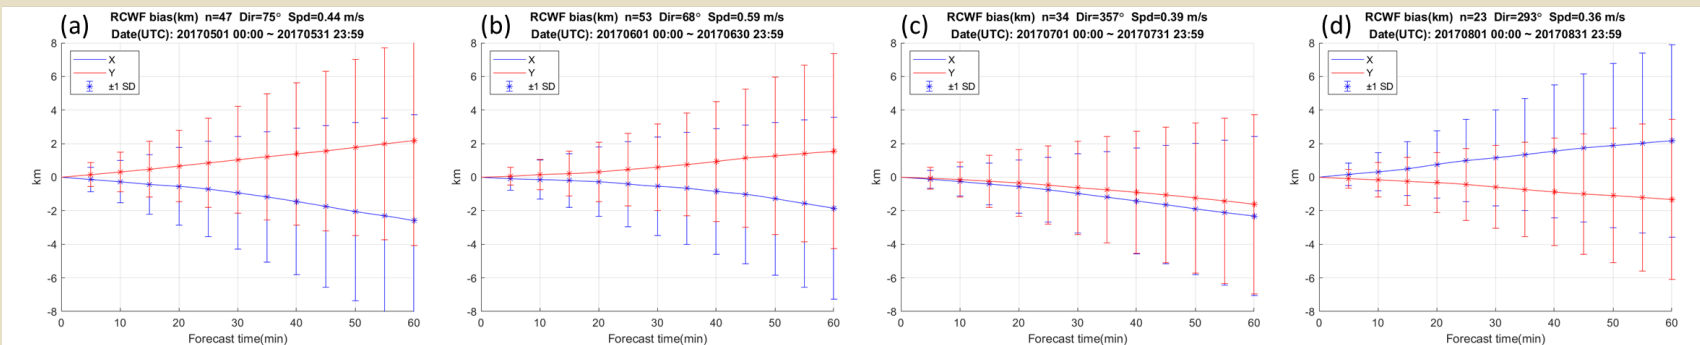 (a) RCWF bias(km) n=47 Dir=75° Spd=0.44 m/s
Date(UTC): 20170501 00:00 ~ 20170531 23:59
8
6
4
2
0
-2
-4
-6
-8
km
X
Y
±1 SD
0 10 20 30 40 50 60
Forecast time(min)
(b) RCWF bias(km) n=53 Dir=68° Spd=0.59 m/s
Date(UTC): 20170601 00:00 ~ 20170630 23:59
8
6
4
2
0
-2
-4
-6
-8
km
X
Y
±1 SD
0 10 20 30 40 50 60
Forecast time(min)
(c) RCWF bias(km) n=34 Dir=357° Spd=0.39 m/s
Date(UTC): 20170701 00:00 ~ 20170731 23:59
8
6
4
2
0
-2
-4
-6
-8
km
X
Y
±1 SD
0 10 20 30 40 50 60
Forecast time(min)
(d) RCWF bias(km) n=23 Dir=293° Spd=0.36 m/s
Date(UTC): 20170801 00:00 ~ 20170831 23:59
8
6
4
2
0
-2
-4
-6
-8
km
X
Y
±1 SD
0 10 20 30 40 50 60
Forecast time(min)